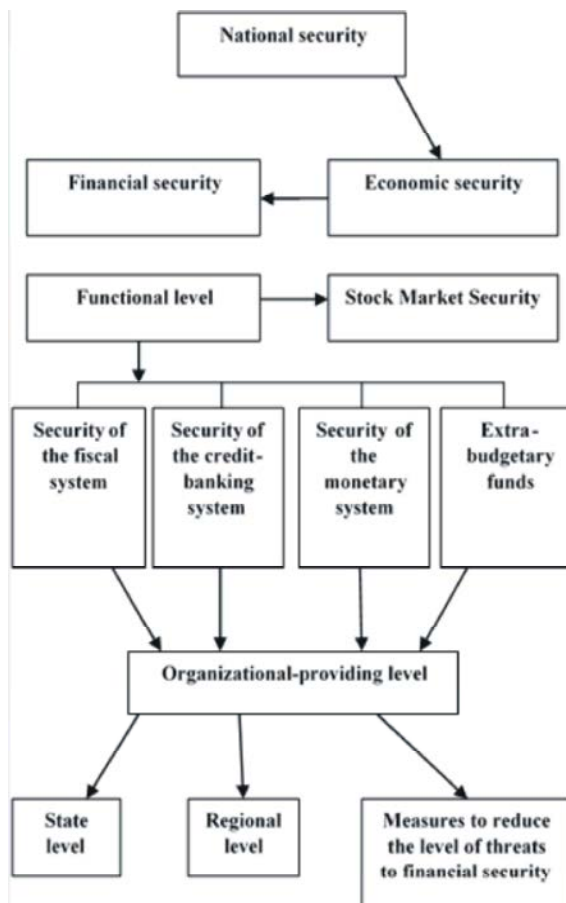 National security
Financial security
Economic security
Functional level
Stock Market Security
Security of
the fiscal
system
Security of
the credit-
banking
system
Security of
the
monetary
system
Extra-
budgetary
funds
Organizational-providing level
State
level
Regional
level
Measures to reduce
the level of threats
to financial security